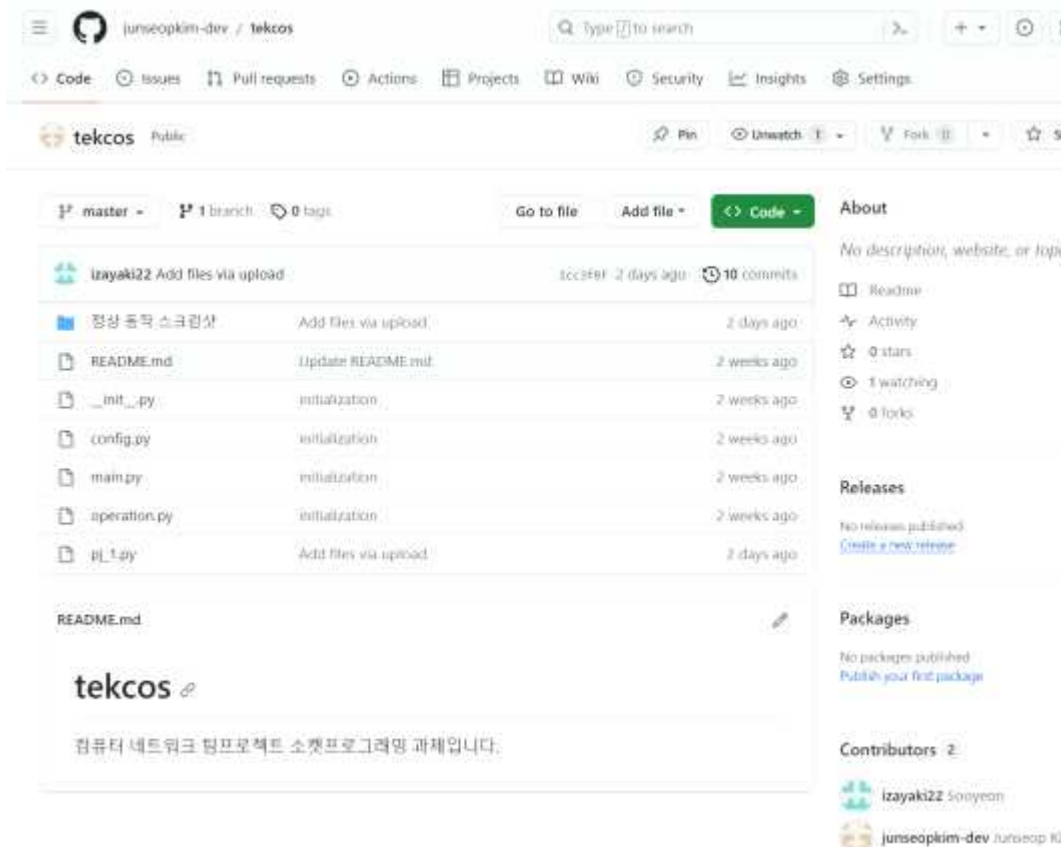 junseopkim-dev / tekcos
Type / to search
Code Issues Pull requests Actions Projects Wiki Security Insights Settings
tekcos Public
Pin Unwatch 1 Fork 0
master 1 branch 0 tags Go to file Add file Code
izayaki22 Add files via upload 2 days ago 10 commits
정상 동작 스크린샷 Add files via upload 2 days ago
README.md Update README.md 2 weeks ago
__init__.py initialization 2 weeks ago
config.py initialization 2 weeks ago
main.py initialization 2 weeks ago
operation.py initialization 2 weeks ago
pj_1.py Add files via upload 2 days ago
README.md
tekcos
컴퓨터 네트워크 팀프로젝트 소켓프로그래밍 과제입니다.
About
No description, website, or
Readme
Activity
0 stars
1 watching
0 forks
Releases
No releases published
Create a new release
Packages
No packages published
Publish your first package
Contributors 2
izayaki22 Sooyeon
junseopkim-dev Junseop